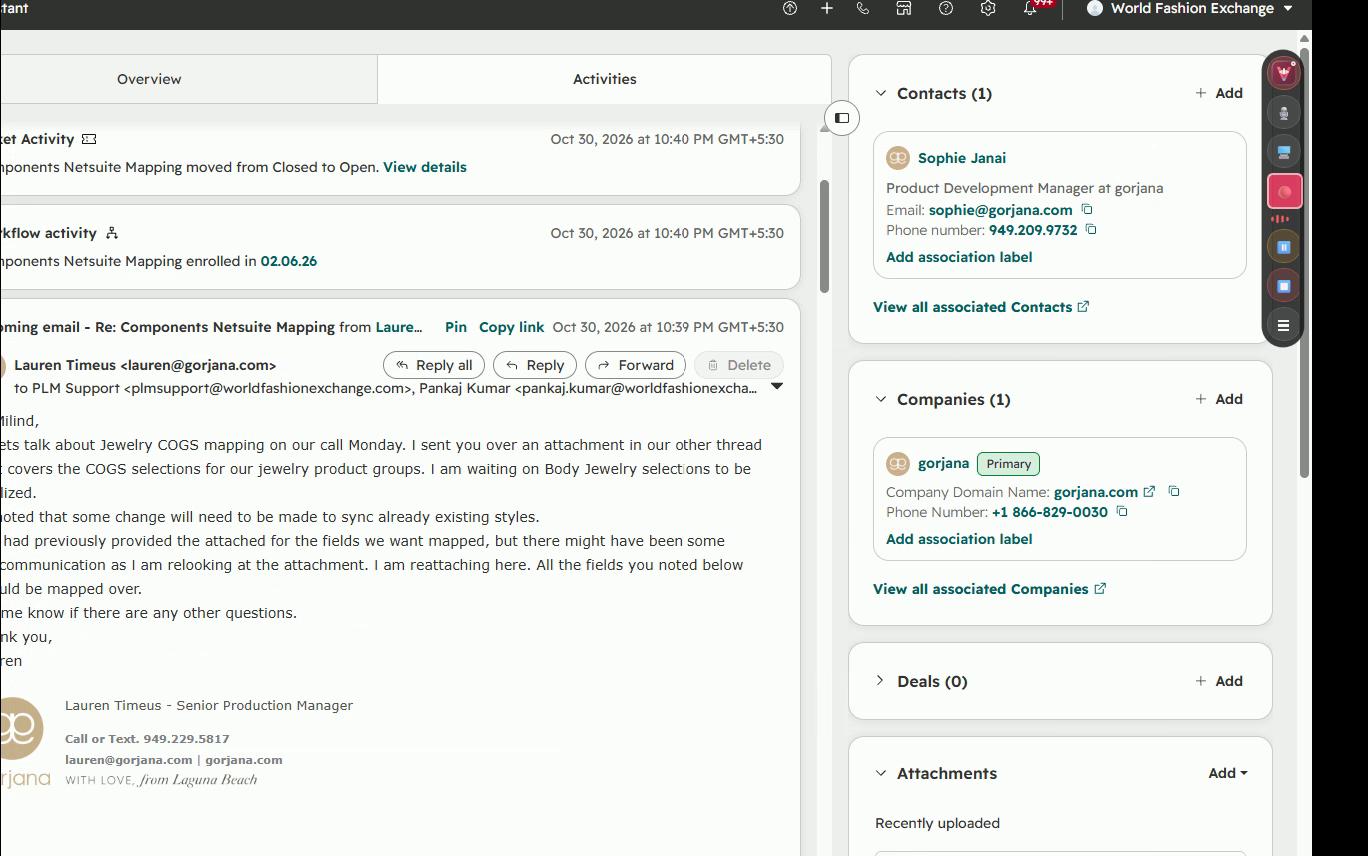 tant
99+
World Fashion Exchange
Overview
Activities
ket Activity
Oct 30, 2026 at 10:40 PM GMT+5:30
mponents Netsuite Mapping moved from Closed to Open. View details
rkflow activity
Oct 30, 2026 at 10:40 PM GMT+5:30
mponents Netsuite Mapping enrolled in 02.06.26
oming email - Re: Components Netsuite Mapping from Laure...
Pin
Copy link
Oct 30, 2026 at 10:39 PM GMT+5:30
Lauren Timeus <lauren@gorjana.com>
Reply all
Reply
Forward
Delete
to PLM Support <plmsupport@worldfashionexchange.com>, Pankaj Kumar <pankaj.kumar@worldfashionexcha...
Milind,
ets talk about Jewelry COGS mapping on our call Monday. I sent you over an attachment in our other thread
t covers the COGS selections for our jewelry product groups. I am waiting on Body Jewelry selections to be
lized.
noted that some change will need to be made to sync already existing styles.
had previously provided the attached for the fields we want mapped, but there might have been some
communication as I am relooking at the attachment. I am reattaching here. All the fields you noted below
uld be mapped over.
me know if there are any other questions.
nk you,
ren
Lauren Timeus - Senior Production Manager
Call or Text. 949.229.5817
lauren@gorjana.com | gorjana.com
WITH LOVE, from Laguna Beach
rjana
Contacts (1)
Add
Sophie Janai
Product Development Manager at gorjana
Email: sophie@gorjana.com
Phone number: 949.209.9732
Add association label
View all associated Contacts
Companies (1)
Add
gorjana
Primary
Company Domain Name: gorjana.com
Phone Number: +1 866-829-0030
Add association label
View all associated Companies
Deals (0)
Add
Attachments
Add
Recently uploaded